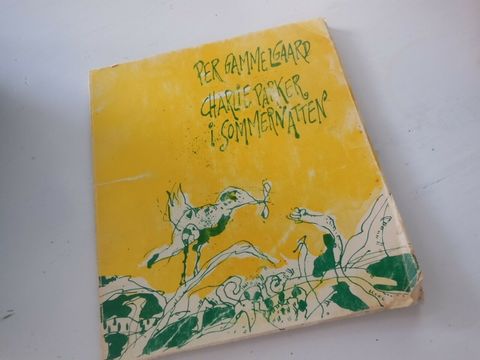 PER GAMMELGAARD
CHARLIE PARKER
i SOMMERNATTEN